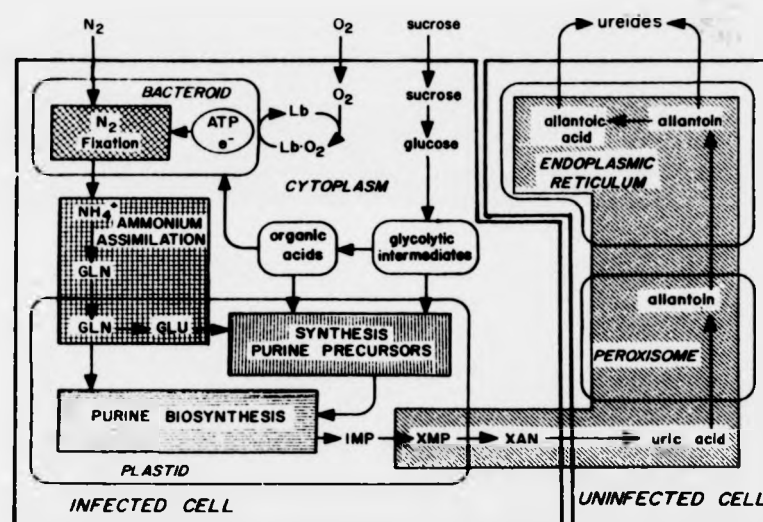 N₂
O₂
sucrose
ureides
BACTEROID
N₂
Fixation
ATP
e⁻
Lb
Lb·O₂
O₂
sucrose
glucose
CYTOPLASM
allantoic
acid
allantoin
ENDOPLASMIC
RETICULUM
NH₄⁺
AMMONIUM
ASSIMILATION
GLN
organic
acids
glycolytic
intermediates
GLN
GLU
SYNTHESIS
PURINE PRECURSORS
allantoin
PEROXISOME
PURINE BIOSYNTHESIS
IMP
XMP
XAN
uric acid
PLASTID
INFECTED CELL
UNINFECTED CELL